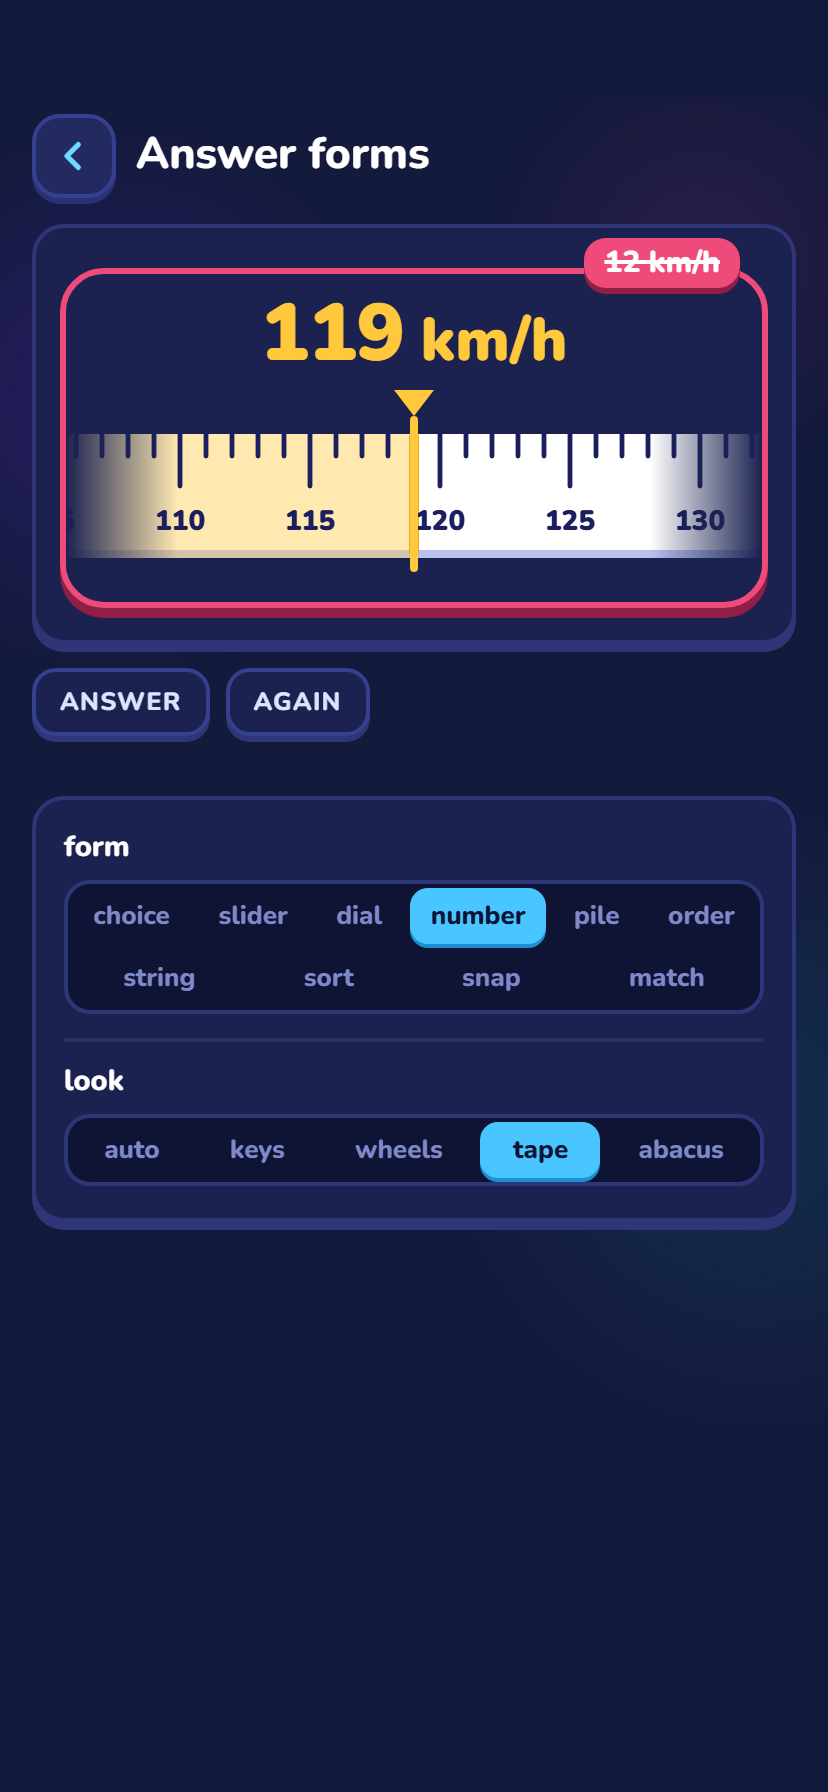 Answer forms
12 km/h
119 km/h
110 115 120 125 130
ANSWER AGAIN
form
choice slider dial number pile order
string sort snap match
look
auto keys wheels tape abacus